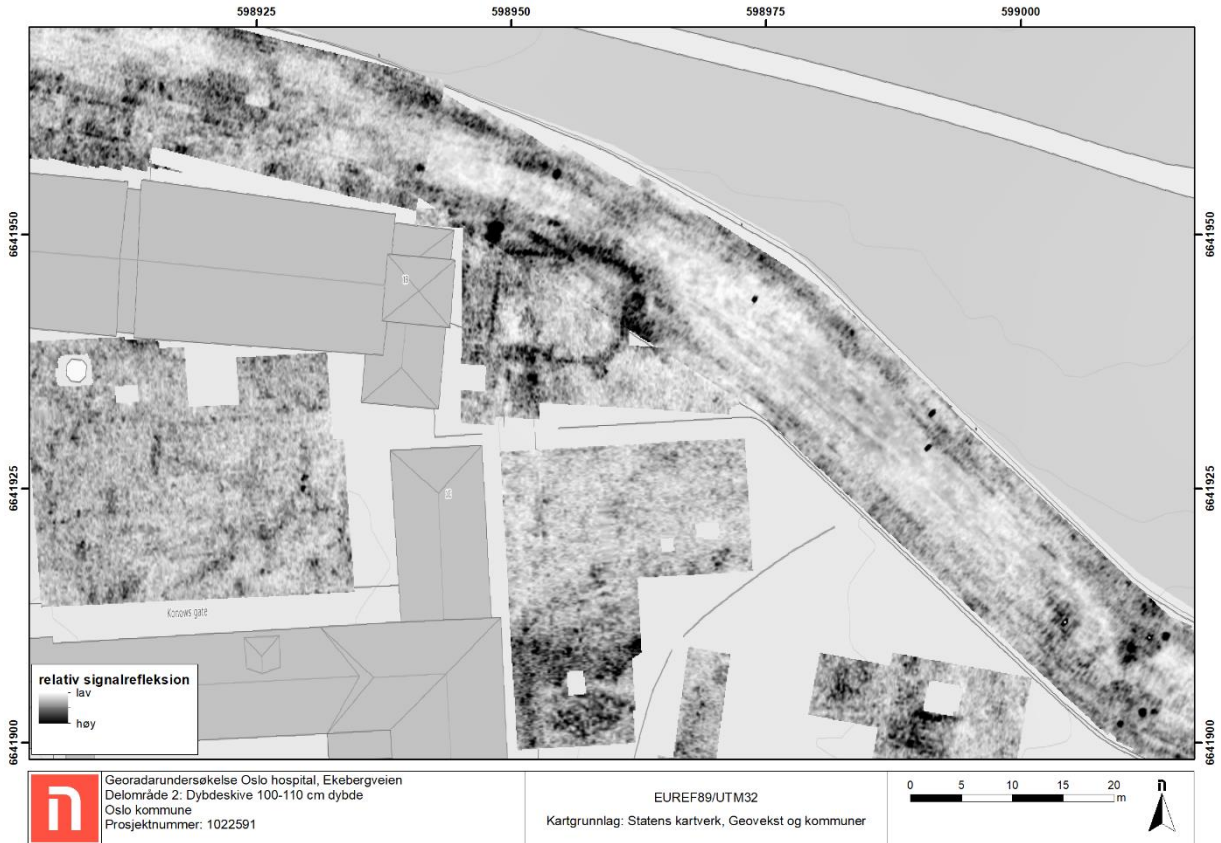 598925
598950
598975
599000
6641950
6641950
6641925
6641925
6641900
6641900
Konows gate
relativ signalrefleksion
lav
høy
n
Georadarundersøkelse Oslo hospital, Ekebergveien
Delområde 2: Dybdeskive 100-110 cm dybde
Oslo kommune
Prosjektnummer: 1022591
EUREF89/UTM32
Kartgrunnlag: Statens kartverk, Geovekst og kommuner
0 5 10 15 20
m
n